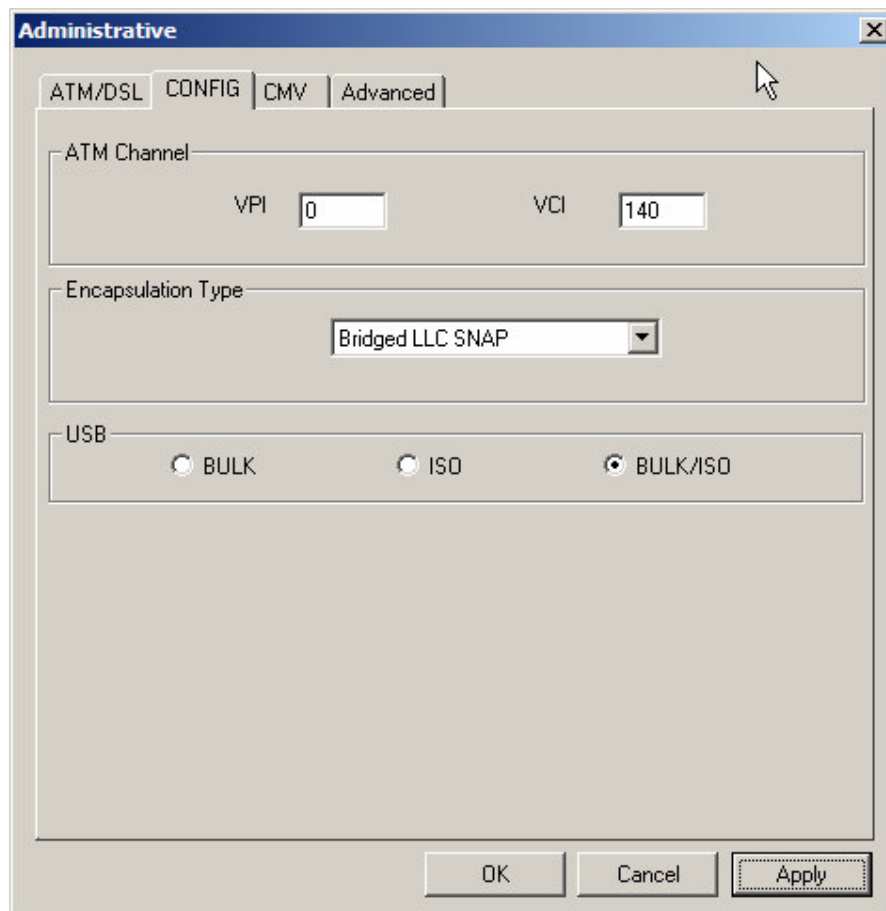 Administrative
ATM/DSL CONFIG CMV Advanced
ATM Channel
VPI 0 VCI 140
Encapsulation Type
Bridged LLC SNAP
USB
BULK ISO BULK/ISO
OK Cancel Apply